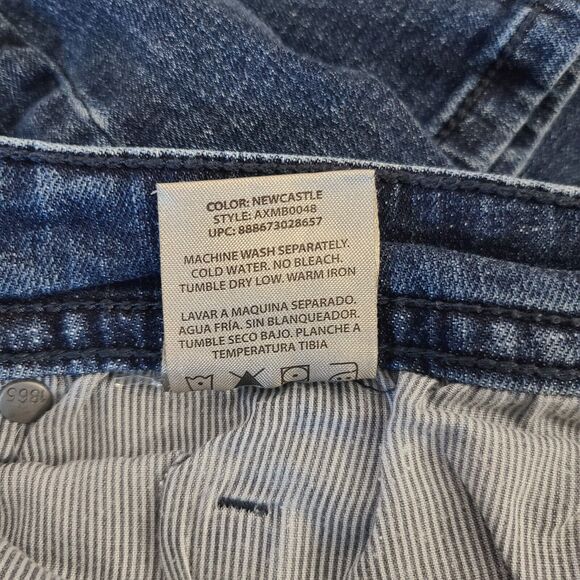 COLOR: NEWCASTLE
STYLE: AXMB0048
UPC: 888673028657
MACHINE WASH SEPARATELY.
COLD WATER. NO BLEACH.
TUMBLE DRY LOW. WARM IRON
LAVAR A MAQUINA SEPARADO.
AGUA FRÍA. SIN BLANQUEADOR.
TUMBLE SECO BAJO. PLANCHE A
TEMPERATURA TIBIA
1865